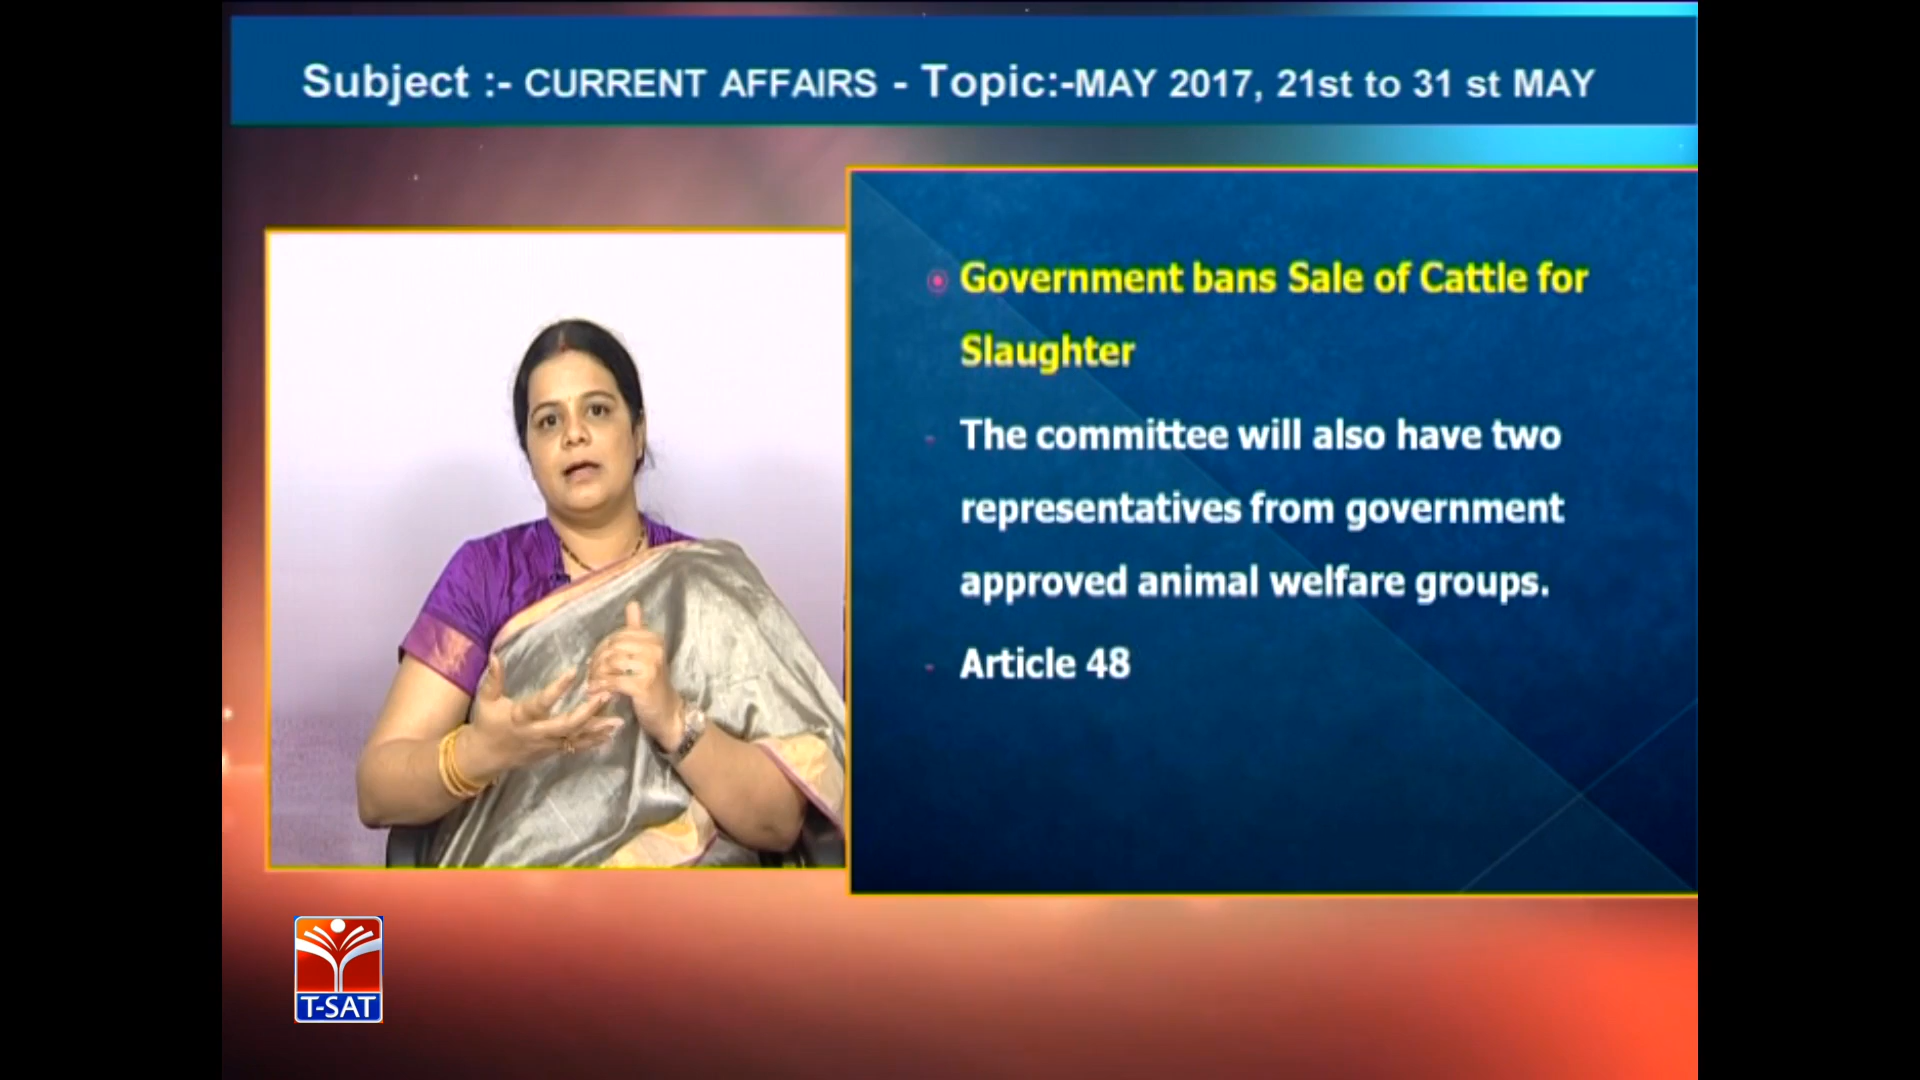 Subject :- CURRENT AFFAIRS - Topic:-MAY 2017, 21st to 31 st MAY
Government bans Sale of Cattle for
Slaughter
- The committee will also have two
representatives from government
approved animal welfare groups.
- Article 48
T-SAT